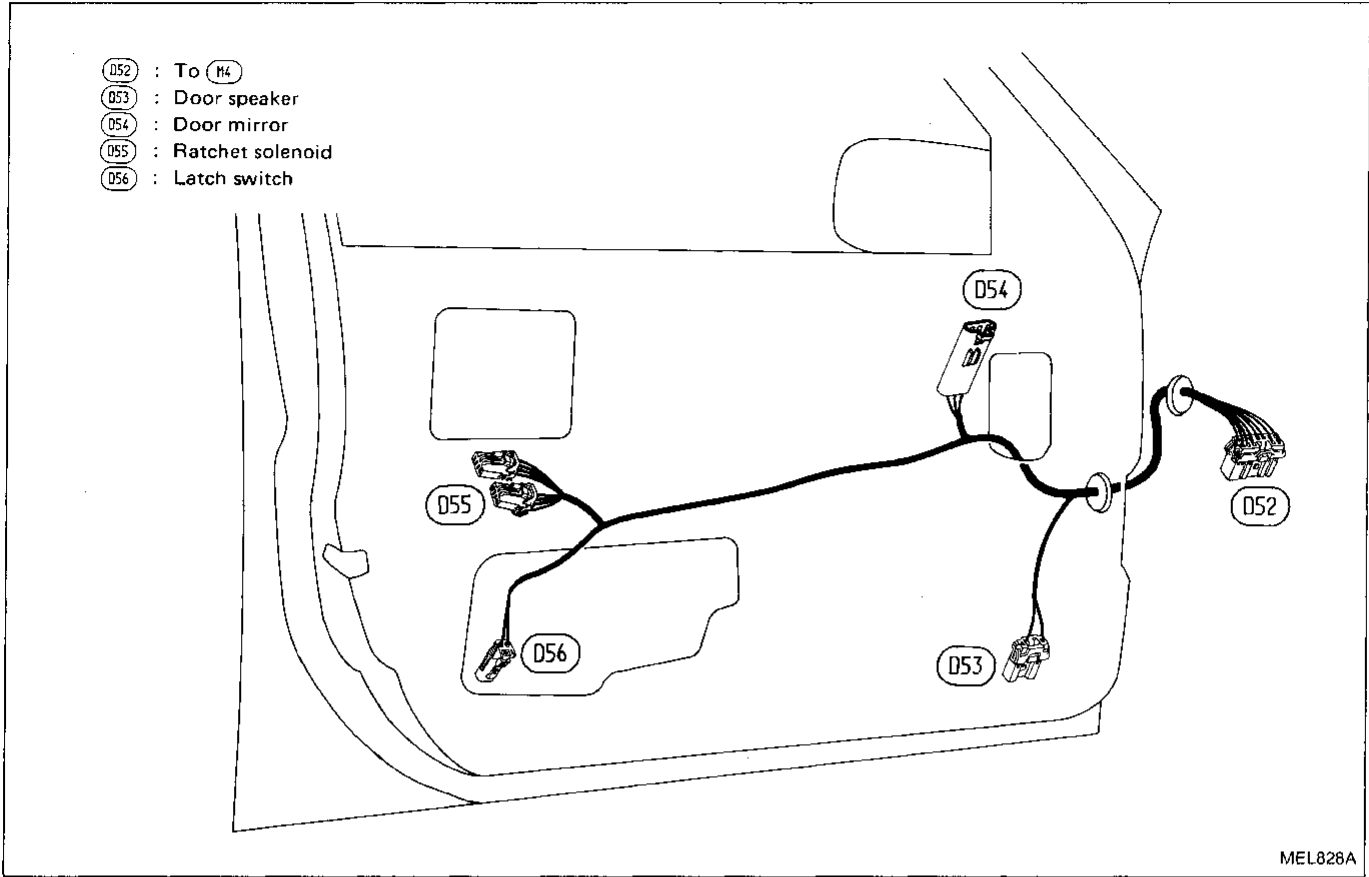 D52 : To M4
D53 : Door speaker
D54 : Door mirror
D55 : Ratchet solenoid
D56 : Latch switch
D54
D55
D52
D56
D53
MEL828A